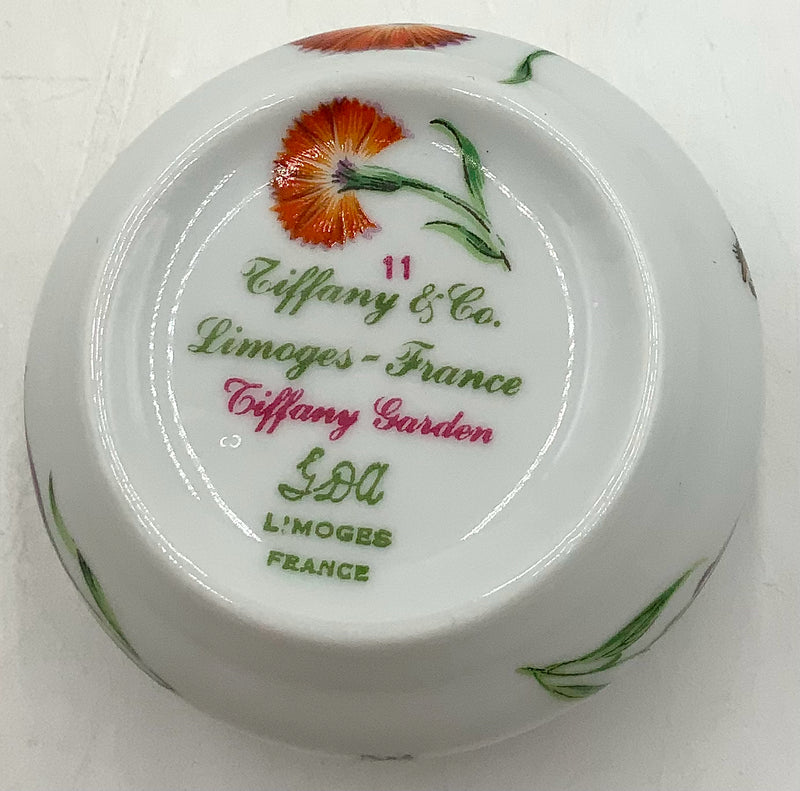 11
Tiffany & Co.
Limoges - France
Tiffany Garden
GDA
LIMOGES
FRANCE